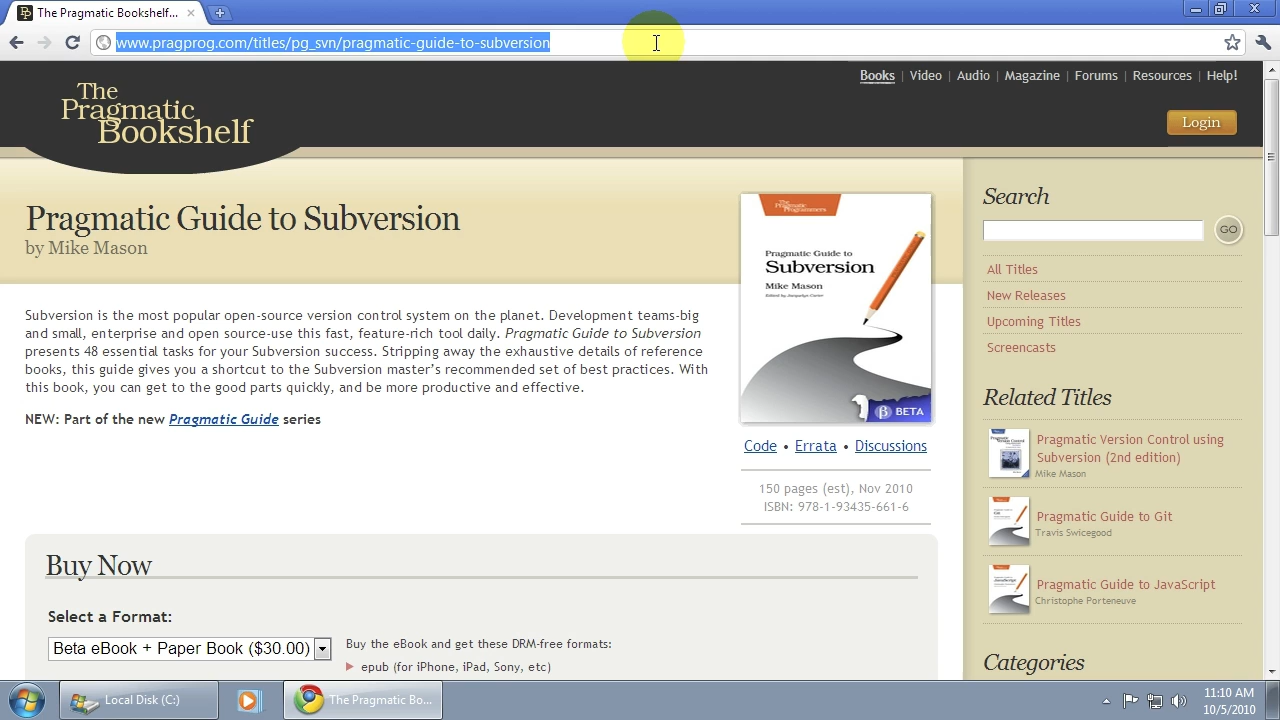 The Pragmatic Bookshelf...
www.pragprog.com/titles/pg_svn/pragmatic-guide-to-subversion
Books | Video | Audio | Magazine | Forums | Resources | Help!
The
Pragmatic
Bookshelf
Login
Pragmatic Guide to Subversion
by Mike Mason
The Pragmatic
Programmers
Pragmatic Guide to
Subversion
Mike Mason
Edited by Jacquelyn Carter
β BETA
Subversion is the most popular open-source version control system on the planet. Development teams-big
and small, enterprise and open source-use this fast, feature-rich tool daily. Pragmatic Guide to Subversion
presents 48 essential tasks for your Subversion success. Stripping away the exhaustive details of reference
books, this guide gives you a shortcut to the Subversion master's recommended set of best practices. With
this book, you can get to the good parts quickly, and be more productive and effective.
NEW: Part of the new Pragmatic Guide series
Code • Errata • Discussions
150 pages (est), Nov 2010
ISBN: 978-1-93435-661-6
Buy Now
Select a Format:
Beta eBook + Paper Book ($30.00)
Buy the eBook and get these DRM-free formats:
epub (for iPhone, iPad, Sony, etc)
Search
GO
All Titles
New Releases
Upcoming Titles
Screencasts
Related Titles
Pragmatic Version Control using
Subversion (2nd edition)
Mike Mason
Pragmatic Guide to Git
Travis Swicegood
Pragmatic Guide to JavaScript
Christophe Porteneuve
Categories
Local Disk (C:)
The Pragmatic Bo...
11:10 AM
10/5/2010